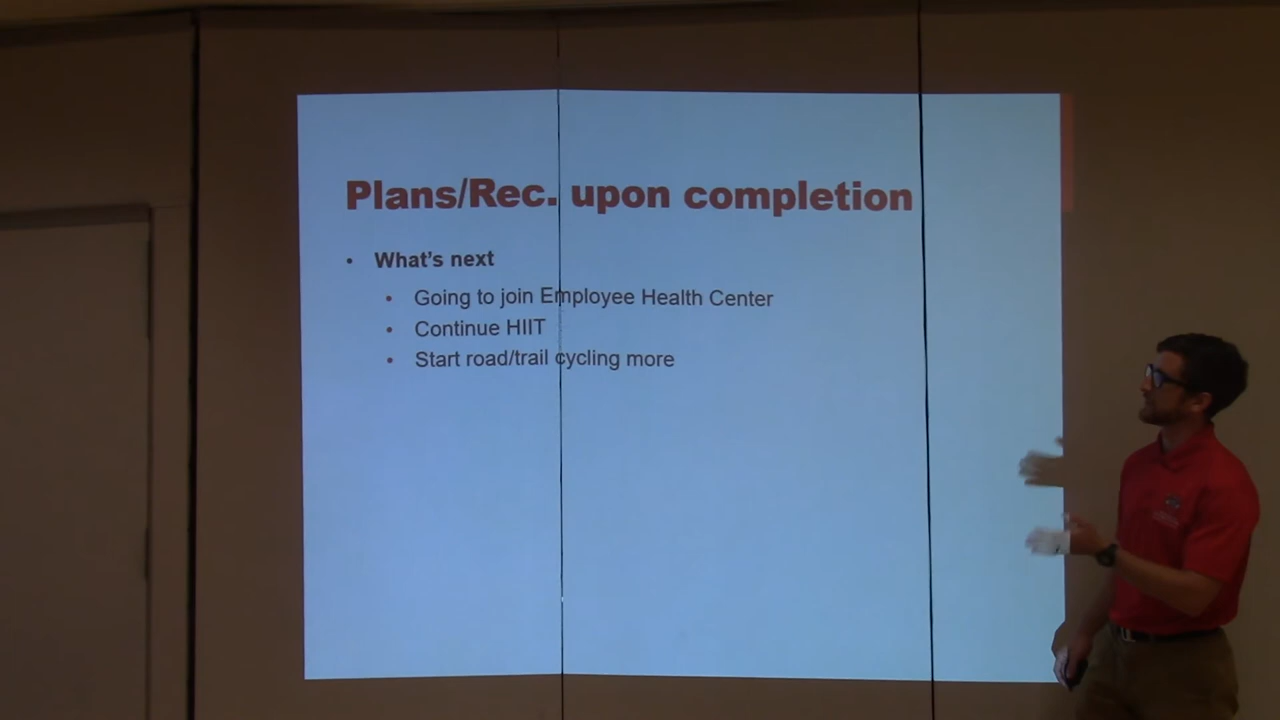 Plans/Rec. upon completion
• What's next
• Going to join Employee Health Center
• Continue HIIT
• Start road/trail cycling more